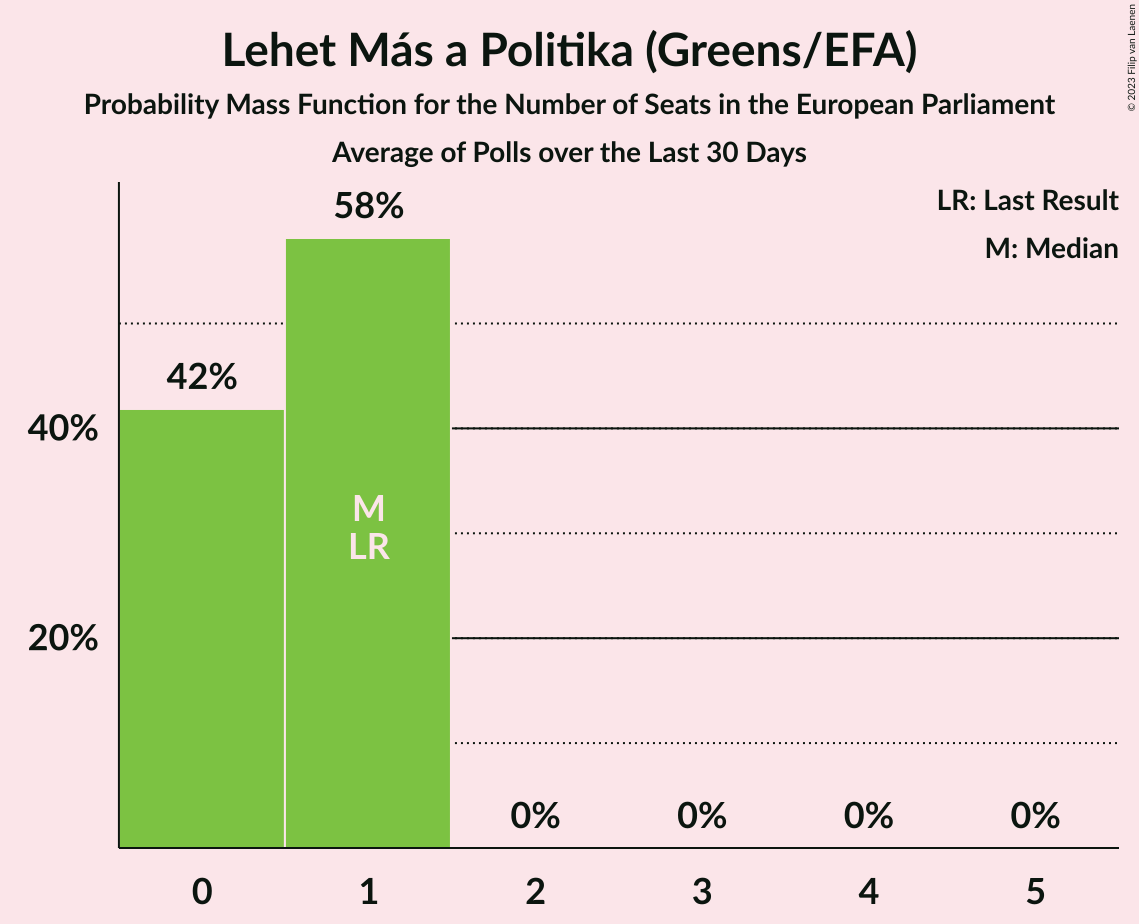 Lehet Más a Politika (Greens/EFA)
Probability Mass Function for the Number of Seats in the European Parliament
Average of Polls over the Last 30 Days
© 2023 Filip van Laenen
LR: Last Result
M: Median
58%
42%
40%
20%
M
LR
0% 0% 0% 0%
0 1 2 3 4 5